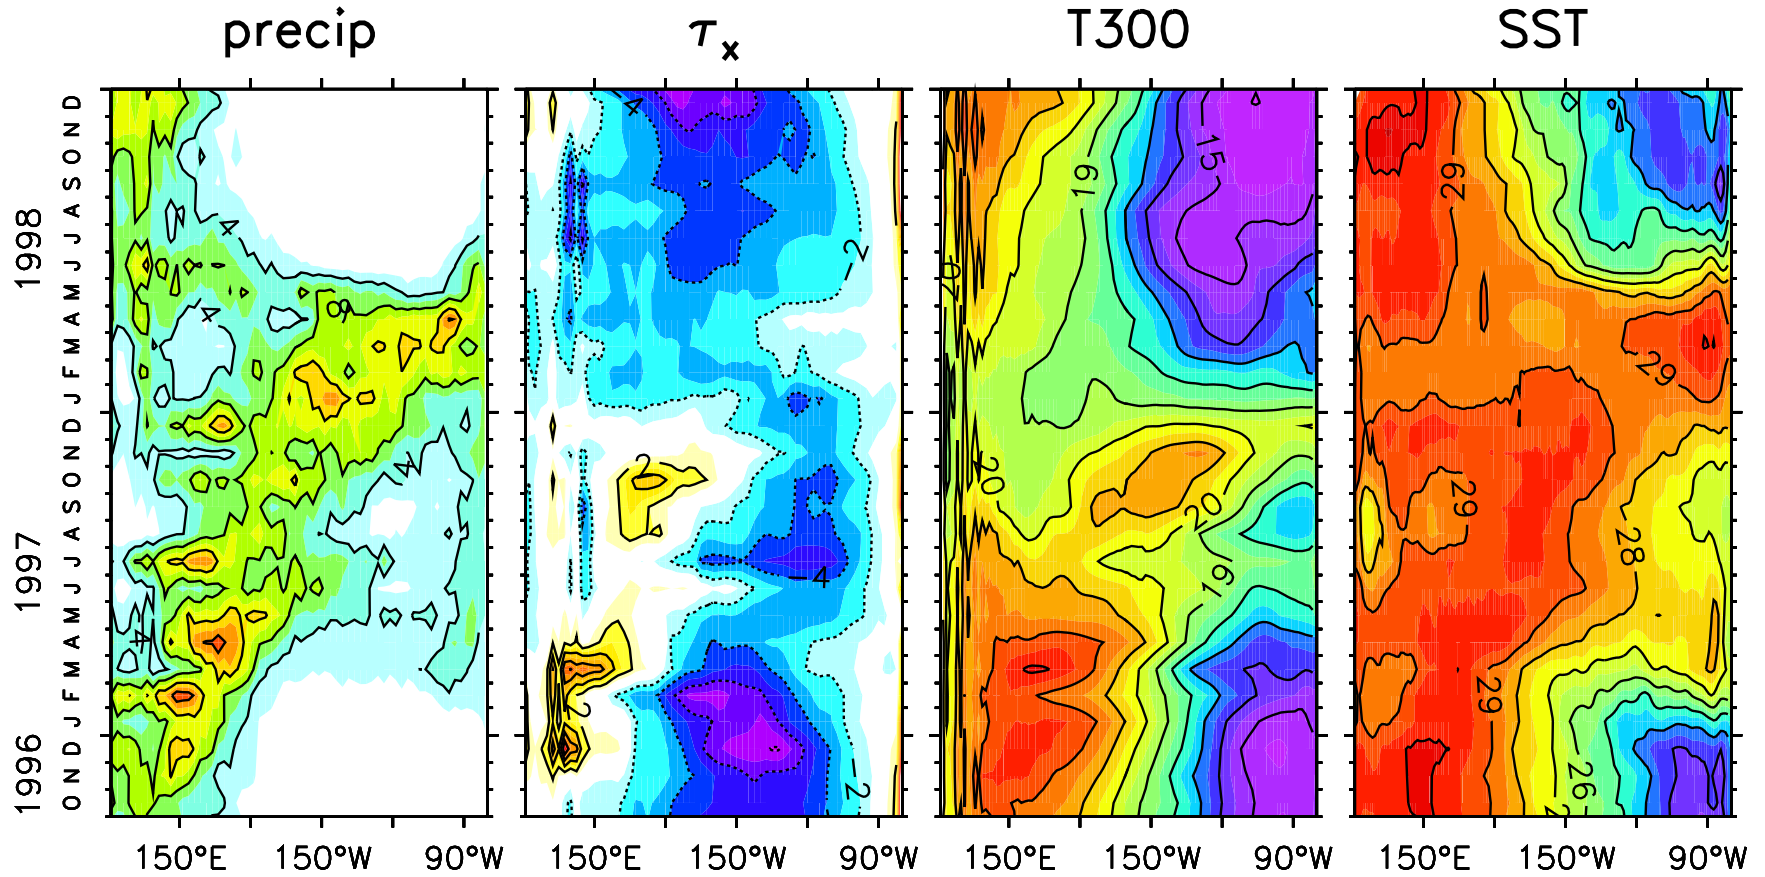 precip τx T300 SST
1998 D N O S A J J M A M F J
1997 D N O S A J J M A M F J
1996 D N O
4 4 8 4 4
4 2 2 4 2 2
15 19 20 20 19
29 29 29 28 29 26 2
150°E 150°W 90°W 150°E 150°W 90°W 150°E 150°W 90°W 150°E 150°W 90°W